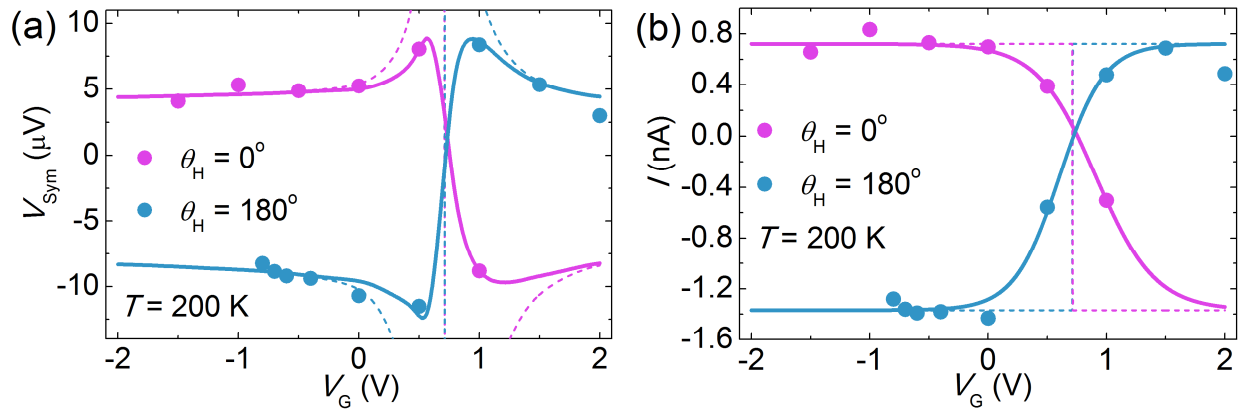 (a)
10
5
0
-5
-10
V_Sym (μV)
θ_H = 0°
θ_H = 180°
T = 200 K
-2 -1 0 1 2
V_G (V)
(b)
0.8
0.4
0.0
-0.4
-0.8
-1.2
-1.6
I (nA)
θ_H = 0°
θ_H = 180°
T = 200 K
-2 -1 0 1 2
V_G (V)